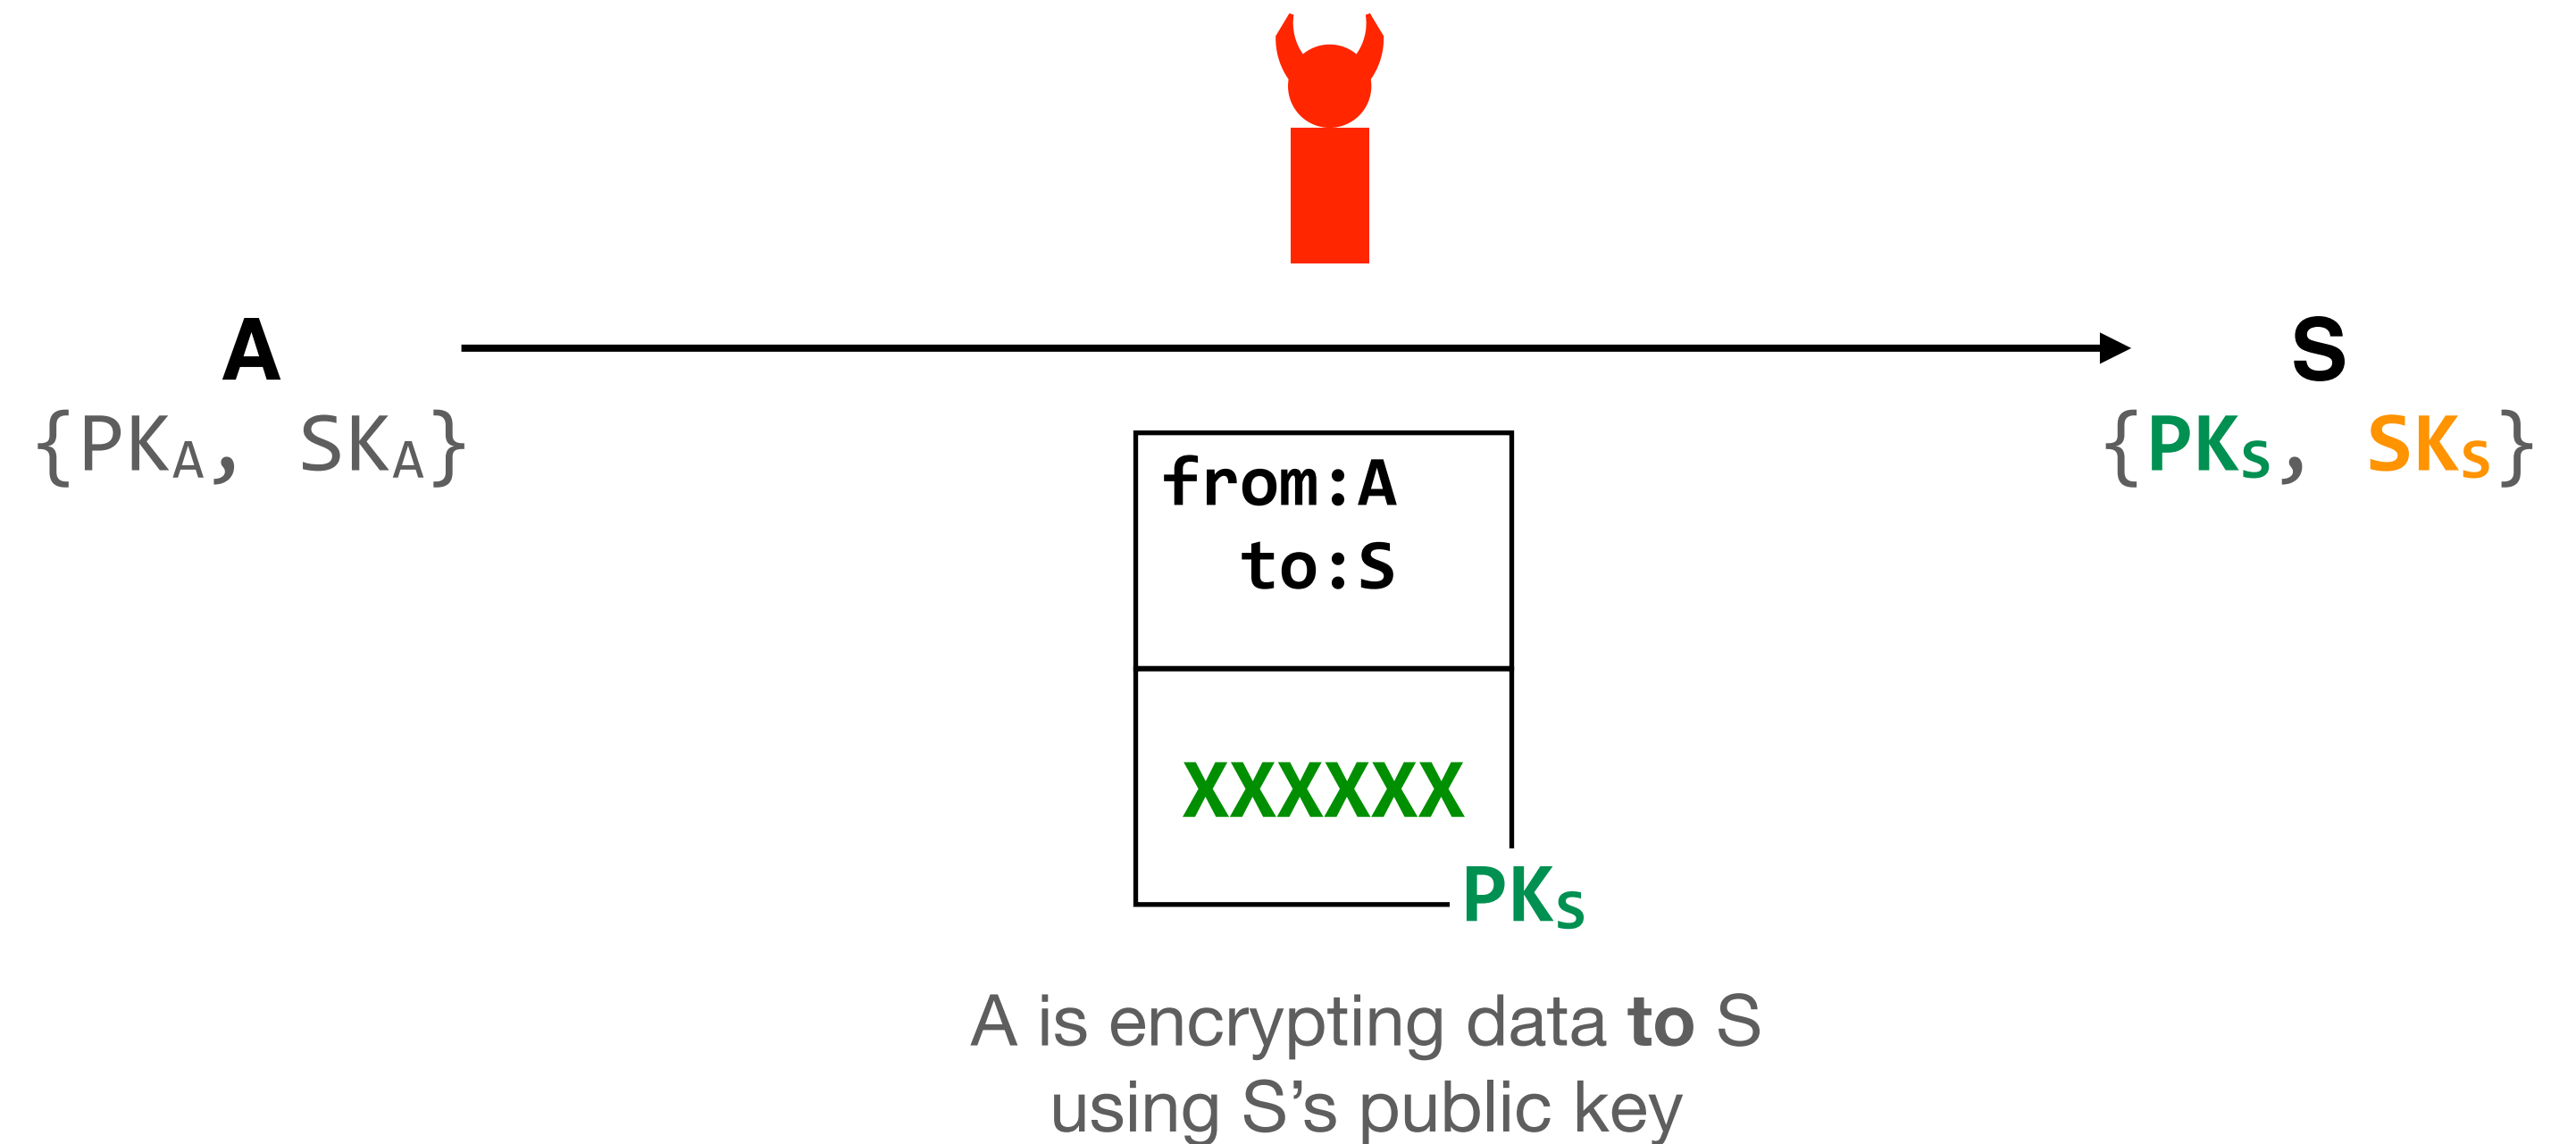 A
S
{PKA, SKA}
{PKS, SKS}
from:A
to:S
XXXXXX
PKS
A is encrypting data to S
using S’s public key